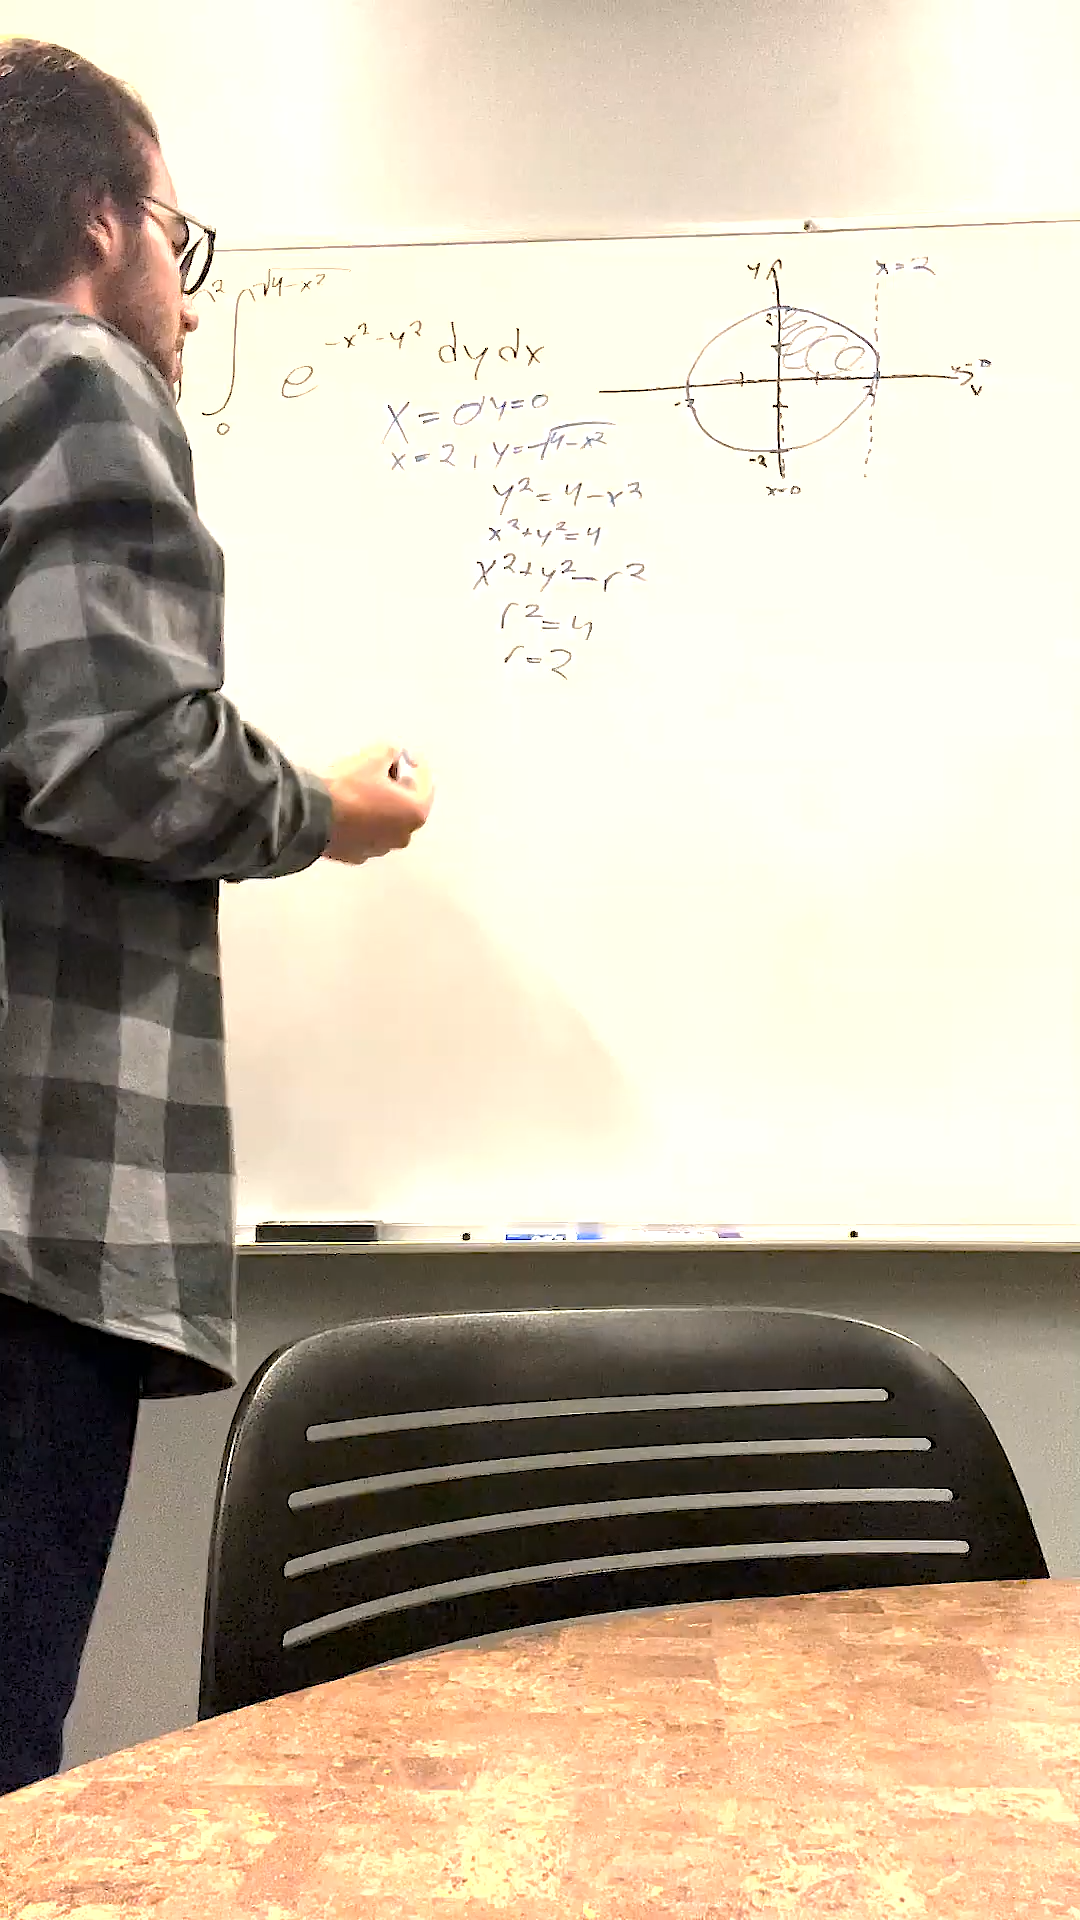 2 √4-x²
∫ e^-x²-y² dy dx
0
X = 0 y=0
x=2, y=√4-x²
y²=4-x²
x²+y²=4
x²+y²=r²
r²=4
r=2
y
x=2
2
-2 2
x
-2
x=0